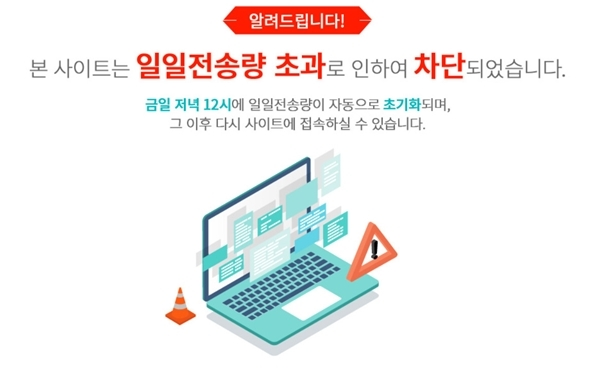 알려드립니다!
본 사이트는 일일전송량 초과로 인하여 차단되었습니다.
금일 저녁 12시에 일일전송량이 자동으로 초기화되며,
그 이후 다시 사이트에 접속하실 수 있습니다.